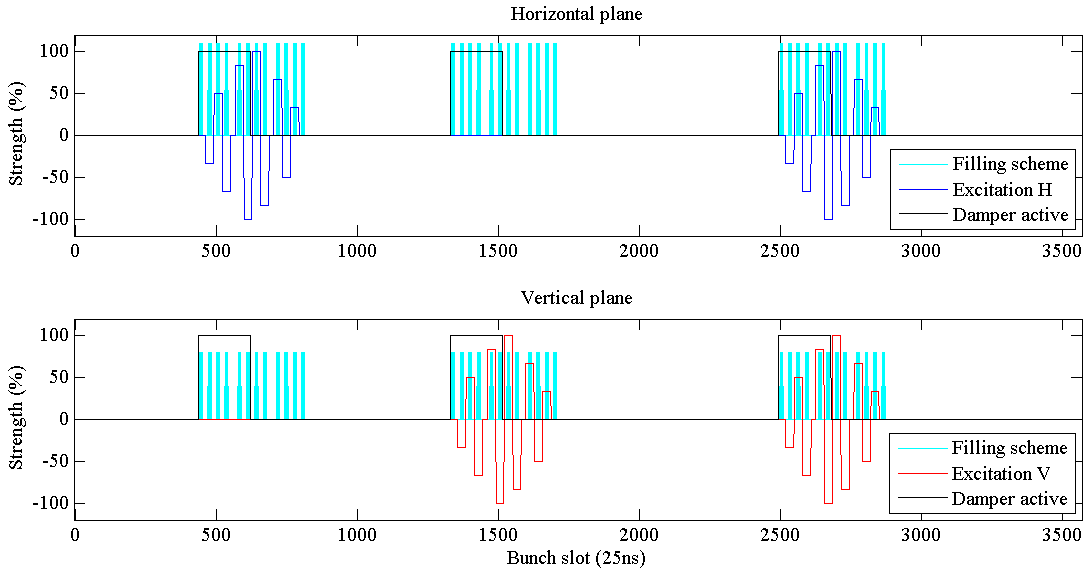 Horizontal plane
Strength (%)
100
50
0
-50
-100
Filling scheme
Excitation H
Damper active
0 500 1000 1500 2000 2500 3000 3500
Vertical plane
Strength (%)
100
50
0
-50
-100
Filling scheme
Excitation V
Damper active
0 500 1000 1500 2000 2500 3000 3500
Bunch slot (25ns)